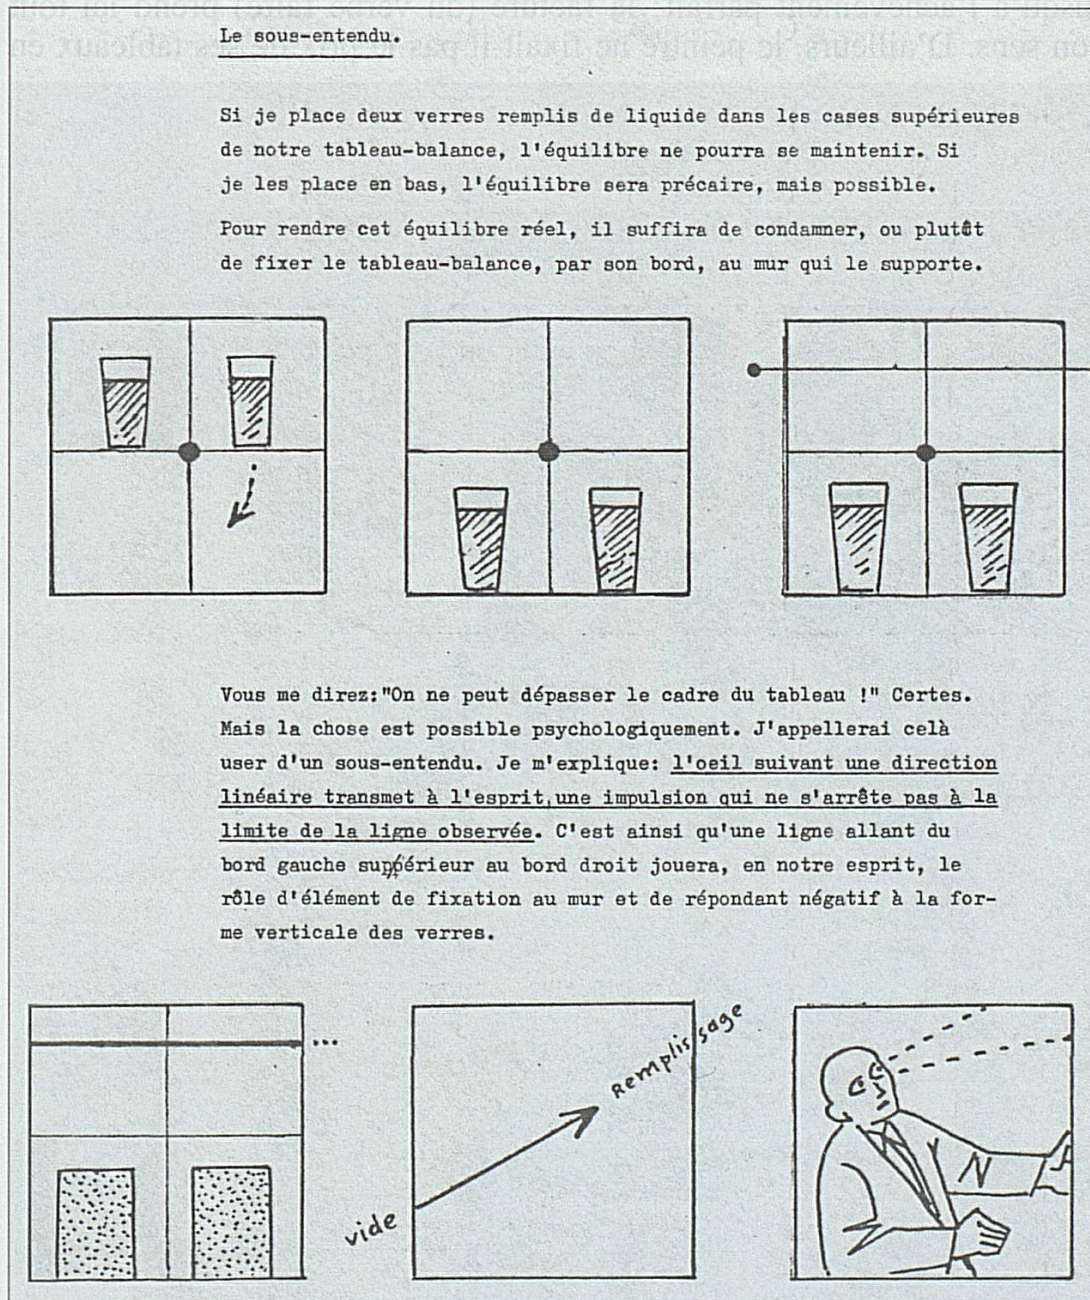 Le sous-entendu.
Si je place deux verres remplis de liquide dans les cases supérieures
de notre tableau-balance, l'équilibre ne pourra se maintenir. Si
je les place en bas, l'équilibre sera précaire, mais possible.
Pour rendre cet équilibre réel, il suffira de condamner, ou plutôt
de fixer le tableau-balance, par son bord, au mur qui le supporte.
Vous me direz:"On ne peut dépasser le cadre du tableau !" Certes.
Mais la chose est possible psychologiquement. J'appellerai celà
user d'un sous-entendu. Je m'explique: l'oeil suivant une direction
linéaire transmet à l'esprit,une impulsion qui ne s'arrête pas à la
limite de la ligne observée. C'est ainsi qu'une ligne allant du
bord gauche supérieur au bord droit jouera, en notre esprit, le
rôle d'élément de fixation au mur et de répondant négatif à la for-
me verticale des verres.
...
Remplissage
vide